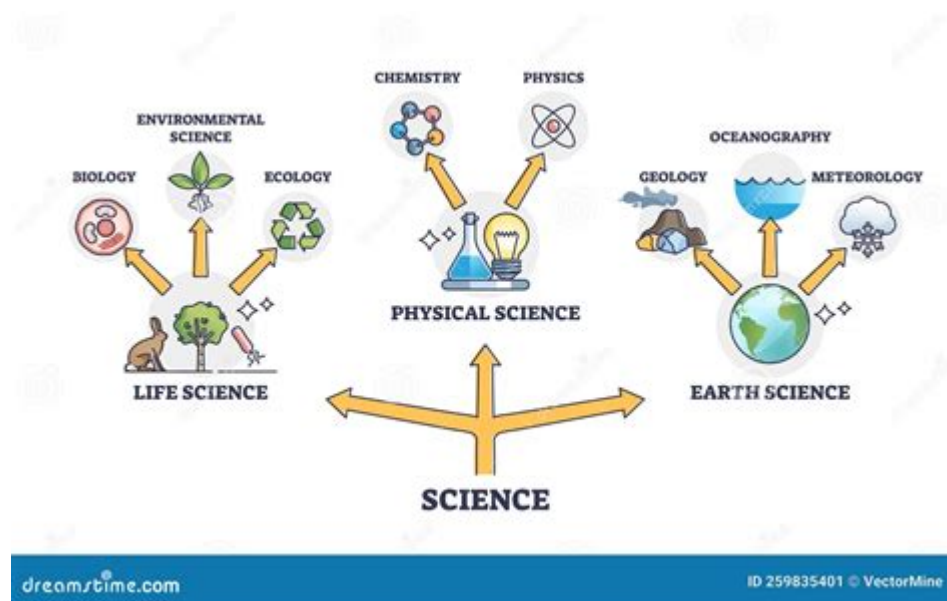 CHEMISTRY
PHYSICS
ENVIRONMENTAL
SCIENCE
OCEANOGRAPHY
BIOLOGY
ECOLOGY
GEOLOGY
METEOROLOGY
PHYSICAL SCIENCE
LIFE SCIENCE
EARTH SCIENCE
SCIENCE
dreamstime.com
ID 259835401 © VectorMine